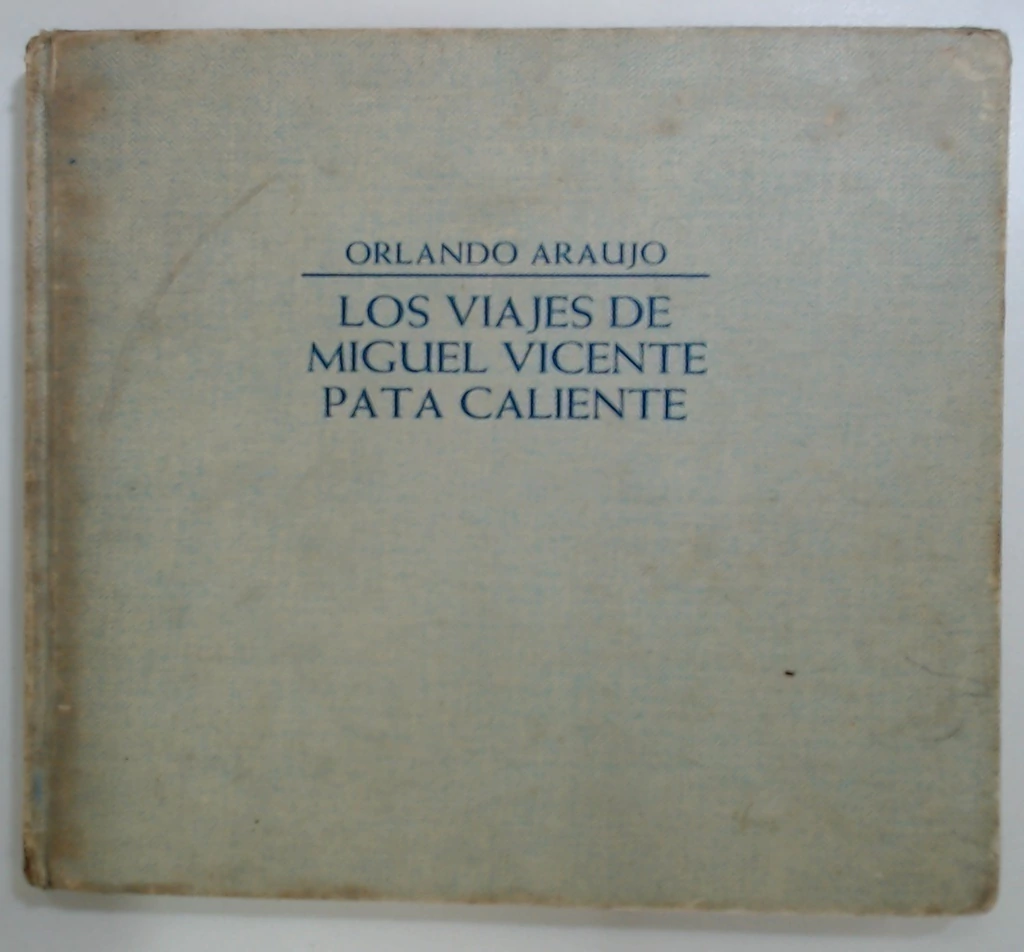 ORLANDO ARAUJO
LOS VIAJES DE
MIGUEL VICENTE
PATA CALIENTE